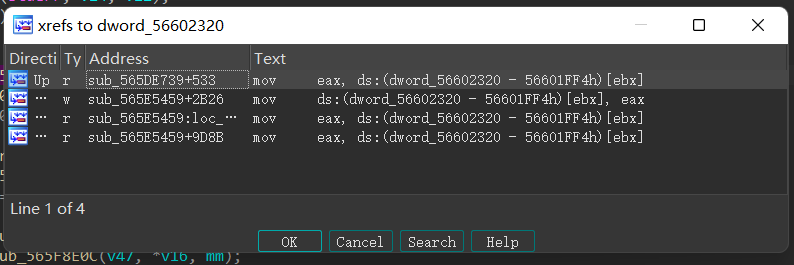 xrefs to dword_56602320
Directi Ty Address Text
Up r sub_565DE739+533 mov eax, ds:(dword_56602320 - 56601FF4h)[ebx]
… w sub_565E5459+2B26 mov ds:(dword_56602320 - 56601FF4h)[ebx], eax
… r sub_565E5459:loc_… mov eax, ds:(dword_56602320 - 56601FF4h)[ebx]
… r sub_565E5459+9D8B mov eax, ds:(dword_56602320 - 56601FF4h)[ebx]
Line 1 of 4
OK Cancel Search Help
ub_565F8E0C(v47, *v16, mm);